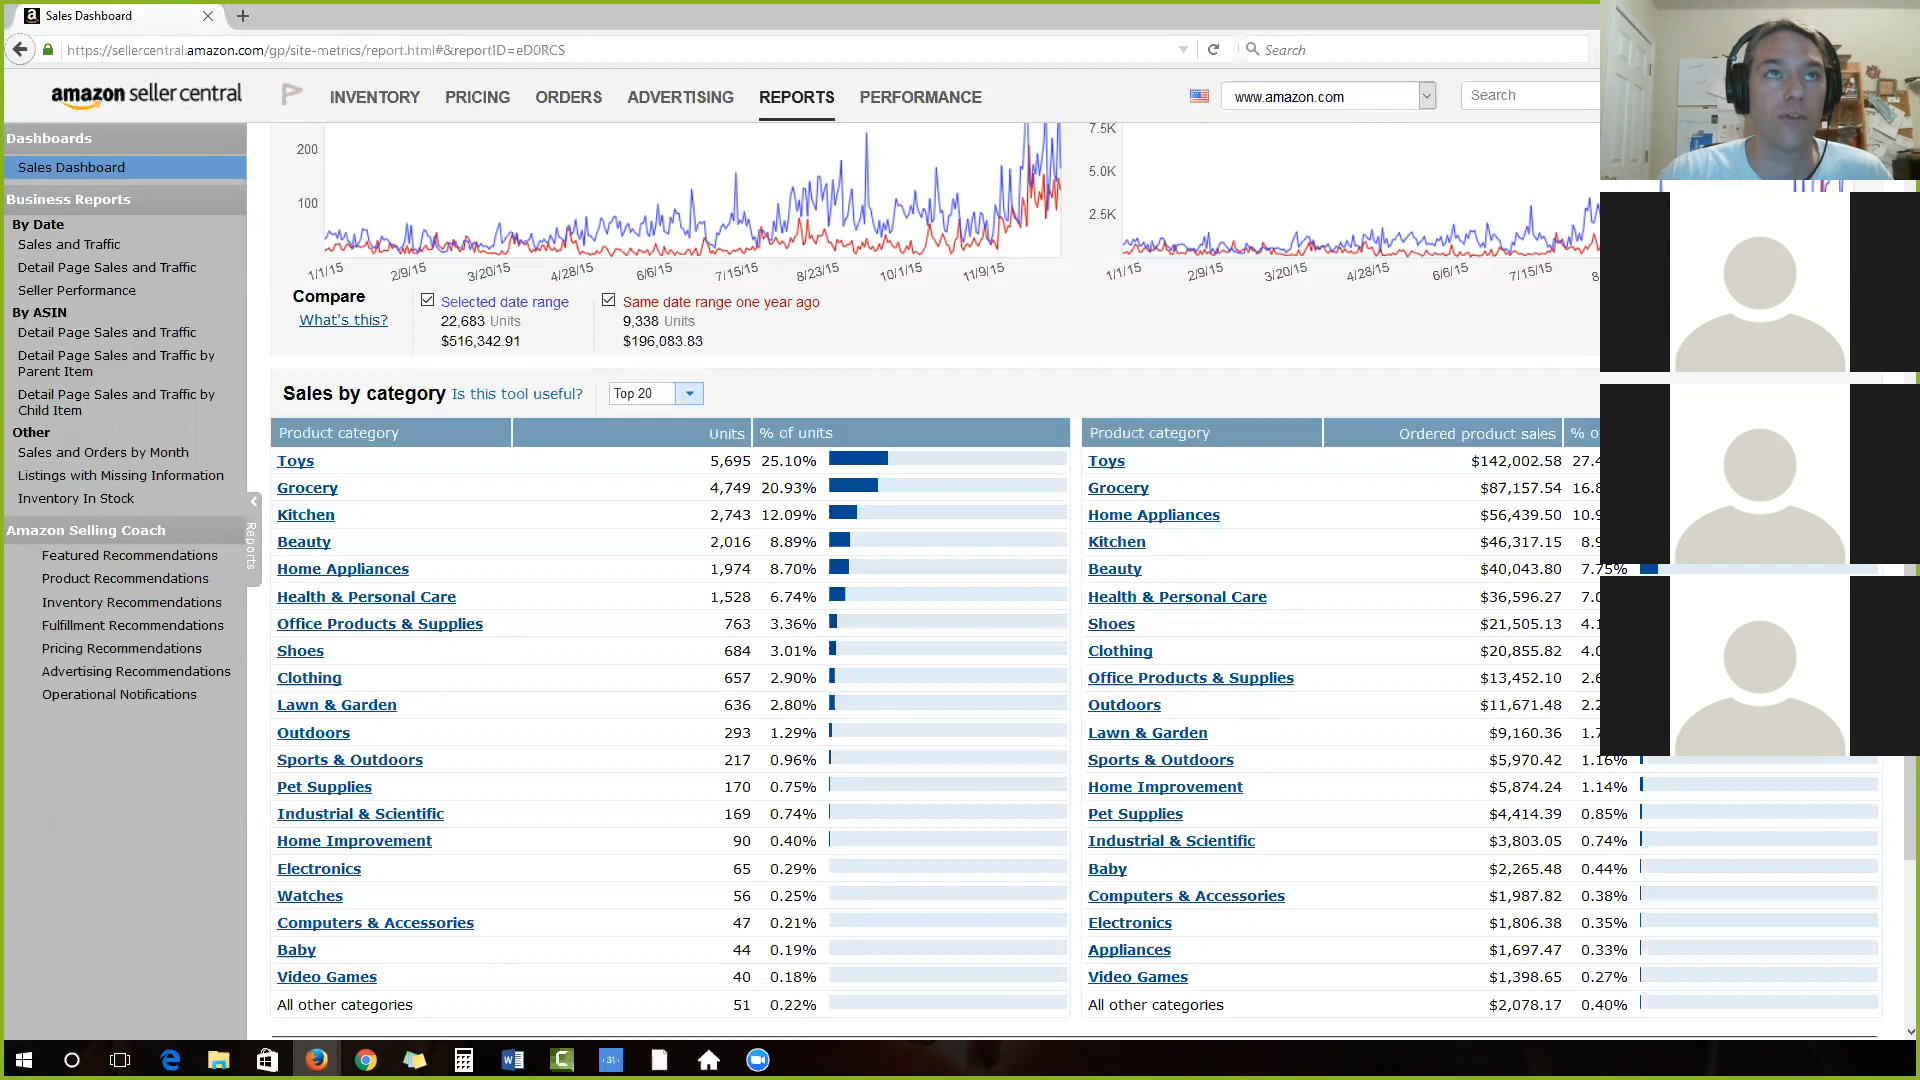 Sales Dashboard
https://sellercentral.amazon.com/gp/site-metrics/report.html#&reportID=eD0RCS
Search
amazon seller central
INVENTORY PRICING ORDERS ADVERTISING REPORTS PERFORMANCE
www.amazon.com
Search
Dashboards
Sales Dashboard
Business Reports
By Date
Sales and Traffic
Detail Page Sales and Traffic
Seller Performance
By ASIN
Detail Page Sales and Traffic
Detail Page Sales and Traffic by
Parent Item
Detail Page Sales and Traffic by
Child Item
Other
Sales and Orders by Month
Listings with Missing Information
Inventory In Stock
Amazon Selling Coach
Featured Recommendations
Product Recommendations
Inventory Recommendations
Fulfillment Recommendations
Pricing Recommendations
Advertising Recommendations
Operational Notifications
Reports
200
100
1/1/15 2/9/15 3/20/15 4/28/15 6/6/15 7/15/15 8/23/15 10/1/15 11/9/15
7.5K
5.0K
2.5K
1/1/15 2/9/15 3/20/15 4/28/15 6/6/15 7/15/15
Compare
What's this?
Selected date range
22,683 Units
$516,342.91
Same date range one year ago
9,338 Units
$196,083.83
Sales by category Is this tool useful? Top 20
Product category Units % of units
Toys 5,695 25.10%
Grocery 4,749 20.93%
Kitchen 2,743 12.09%
Beauty 2,016 8.89%
Home Appliances 1,974 8.70%
Health & Personal Care 1,528 6.74%
Office Products & Supplies 763 3.36%
Shoes 684 3.01%
Clothing 657 2.90%
Lawn & Garden 636 2.80%
Outdoors 293 1.29%
Sports & Outdoors 217 0.96%
Pet Supplies 170 0.75%
Industrial & Scientific 169 0.74%
Home Improvement 90 0.40%
Electronics 65 0.29%
Watches 56 0.25%
Computers & Accessories 47 0.21%
Baby 44 0.19%
Video Games 40 0.18%
All other categories 51 0.22%
Product category Ordered product sales %
Toys $142,002.58 27.4
Grocery $87,157.54 16.8
Home Appliances $56,439.50 10.9
Kitchen $46,317.15 8.9
Beauty $40,043.80 7.75%
Health & Personal Care $36,596.27 7.0
Shoes $21,505.13 4.1
Clothing $20,855.82 4.0
Office Products & Supplies $13,452.10 2.6
Outdoors $11,671.48 2.2
Lawn & Garden $9,160.36 1.7
Sports & Outdoors $5,970.42 1.16%
Home Improvement $5,874.24 1.14%
Pet Supplies $4,414.39 0.85%
Industrial & Scientific $3,803.05 0.74%
Baby $2,265.48 0.44%
Computers & Accessories $1,987.82 0.38%
Electronics $1,806.38 0.35%
Appliances $1,697.47 0.33%
Video Games $1,398.65 0.27%
All other categories $2,078.17 0.40%